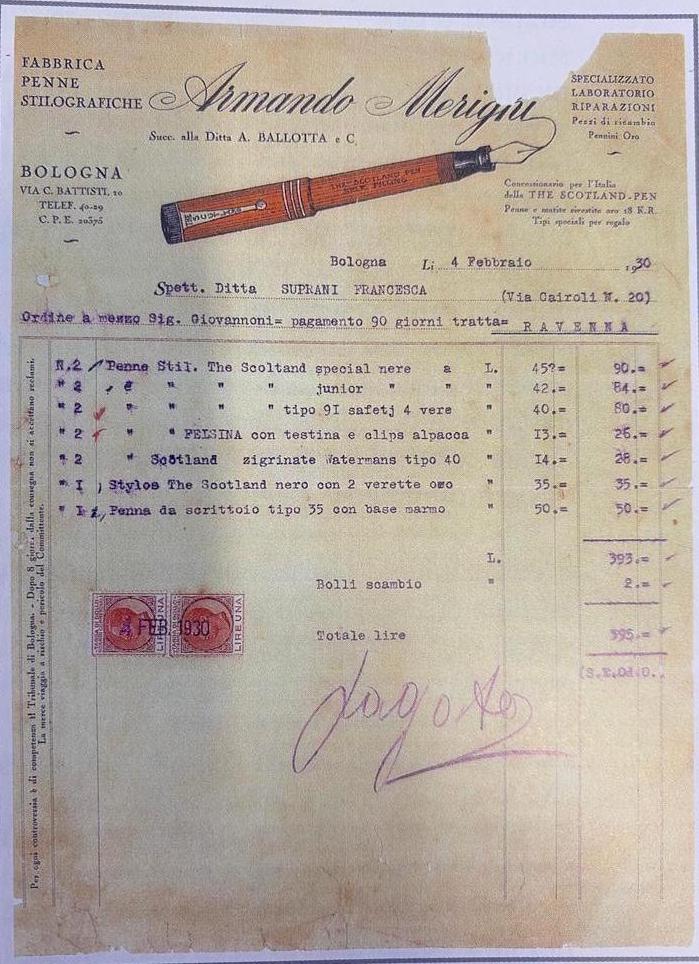 FABBRICA
PENNE
STILOGRAFICHE
Armando Merighi
Succ. alla Ditta A. BALLOTTA e C.
SPECIALIZZATO
LABORATORIO
RIPARAZIONI
Pezzi di ricambio
Pennini Oro
BOLOGNA
VIA C. BATTISTI, 20
TELEF. 40-29
C. P. E. 20375
THE SCOTLAND PEN
Concessionario per l'Italia
della THE SCOTLAND-PEN
Penne e matite rivestite oro 18 K.R.
Tipi speciali per regalo
Bologna Li 4 Febbraio 1930
Spett. Ditta SUPRANI FRANCESCA
(Via Cairoli N. 20)
Ordine a mezzo Sig. Giovannoni= pagamento 90 giorni tratta= RAVENNA
N.2 Penne Stil. The Scoltand special nere a L. 45?= 90.=
" 2 " " " " junior " " 42.= 84.=
" 2 " " " tipo 9I safetj 4 vere " 40.= 80.=
" 2 " " FELSINA con testina e clips alpacca " I3.= 26.=
" 2 " Scotland zigrinate Watermans tipo 40 " I4.= 28.=
" I Stylos The Scotland nero con 2 verette oro " 35.= 35.=
" I Penna da scrittoio tipo 35 con base marmo " 50.= 50.=
L. 393.=
Bolli scambio " 2.=
Totale lire 395.=
(S.E.Od.O.)
LIRE UNA
LIRE UNA
4 FEB. 1930
Per ogni controversia è di competenza il Tribunale di Bologna. - Dopo 8 giorni dalla consegna non si accettano reclami.
La merce viaggia a rischio e pericolo del Committente.